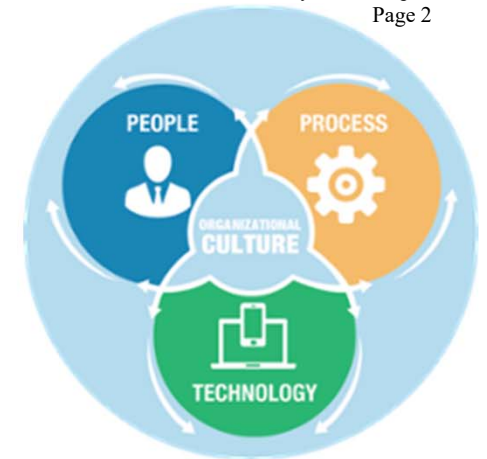 Page 2
PEOPLE
PROCESS
ORGANIZATIONAL
CULTURE
TECHNOLOGY